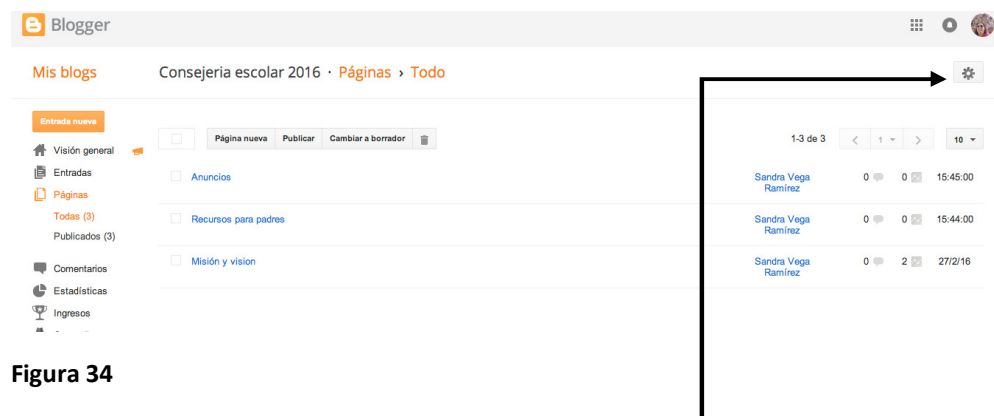 Blogger
Mis blogs
Consejeria escolar 2016 · Páginas › Todo
Entrada nueva
Visión general
Entradas
Páginas
Todas (3)
Publicados (3)
Comentarios
Estadísticas
Ingresos
Página nueva Publicar Cambiar a borrador
1-3 de 3 1 10
Anuncios Sandra Vega Ramírez 0 0 15:45:00
Recursos para padres Sandra Vega Ramírez 0 0 15:44:00
Misión y vision Sandra Vega Ramírez 0 2 27/2/16
Figura 34